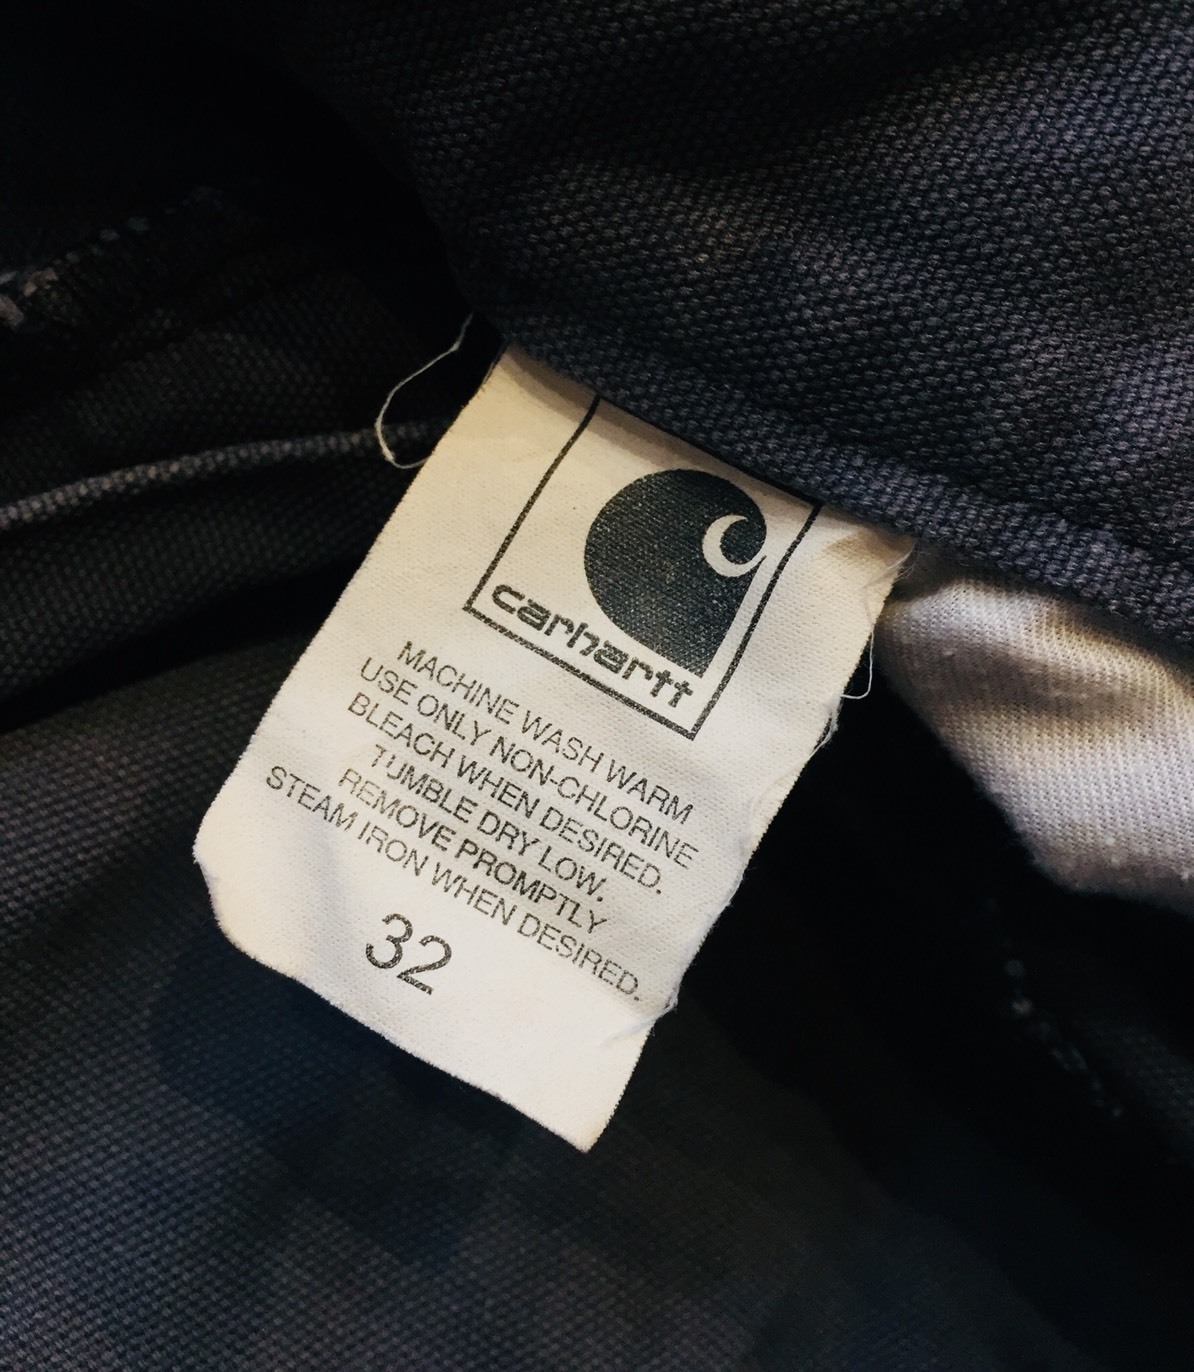 carhartt
MACHINE WASH WARM
USE ONLY NON-CHLORINE
BLEACH WHEN DESIRED.
TUMBLE DRY LOW.
REMOVE PROMPTLY
STEAM IRON WHEN DESIRED.
32